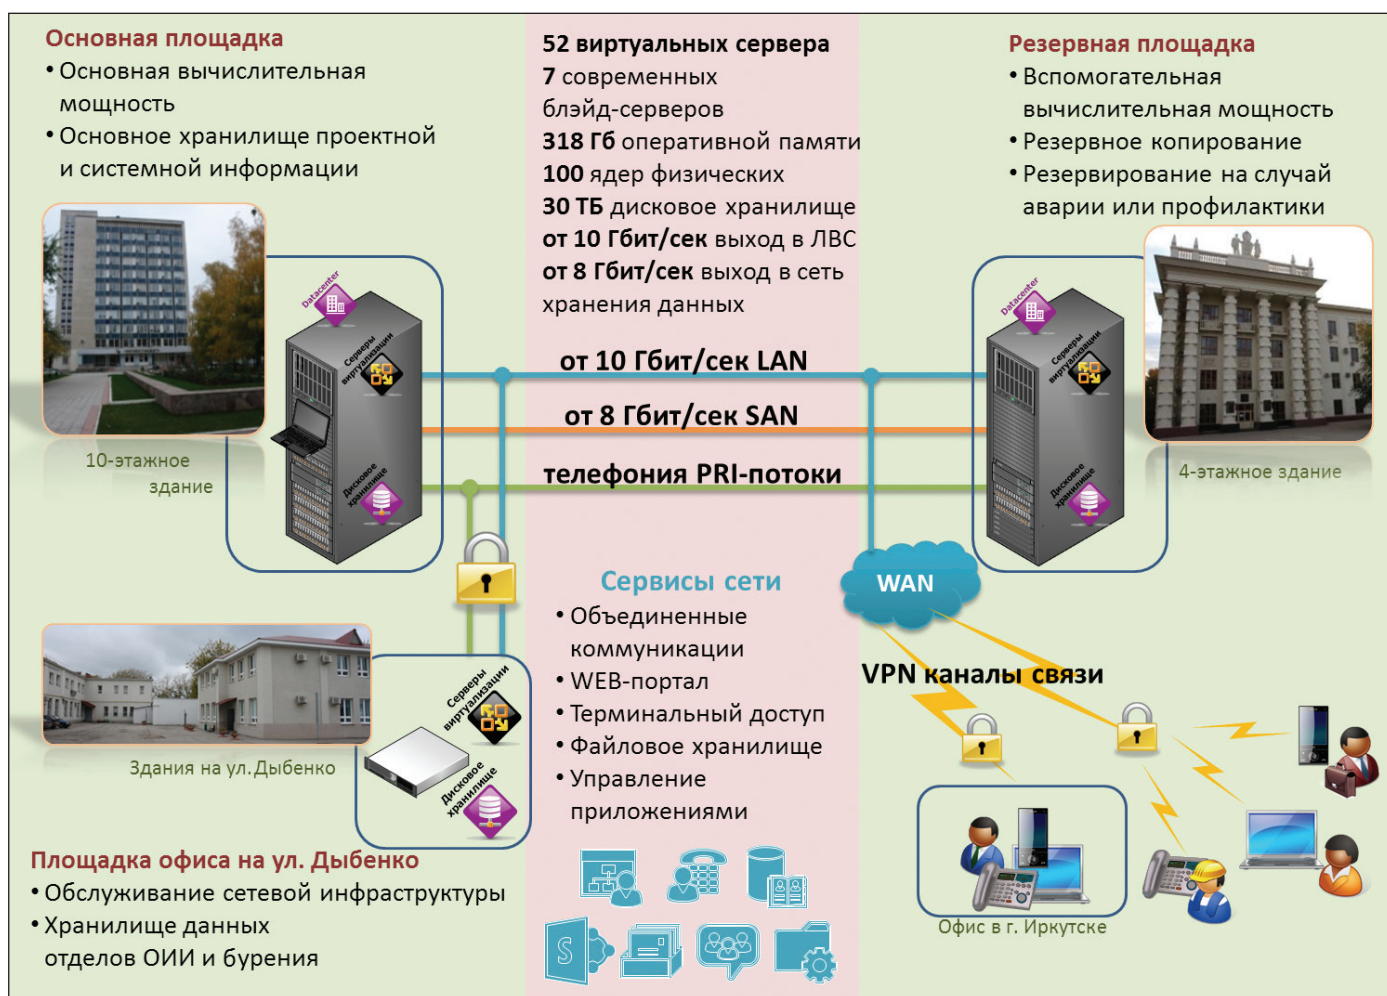 Основная площадка
• Основная вычислительная
мощность
• Основное хранилище проектной
и системной информации
52 виртуальных сервера
7 современных
блэйд-серверов
318 Гб оперативной памяти
100 ядер физических
30 ТБ дисковое хранилище
от 10 Гбит/сек выход в ЛВС
от 8 Гбит/сек выход в сеть
хранения данных
Резервная площадка
• Вспомогательная
вычислительная мощность
• Резервное копирование
• Резервирование на случай
аварии или профилактики
Datacenter
Серверы
виртуализации
Дисковое
хранилище
10-этажное
здание
от 10 Гбит/сек LAN
от 8 Гбит/сек SAN
телефония PRI-потоки
Datacenter
Серверы
виртуализации
Дисковое
хранилище
4-этажное здание
Сервисы сети
• Объединенные
коммуникации
• WEB-портал
• Терминальный доступ
• Файловое хранилище
• Управление
приложениями
S
WAN
VPN каналы связи
Офис в г. Иркутске
Серверы
виртуализации
Дисковое
хранилище
Здания на ул. Дыбенко
Площадка офиса на ул. Дыбенко
• Обслуживание сетевой инфраструктуры
• Хранилище данных
отделов ОИИ и бурения